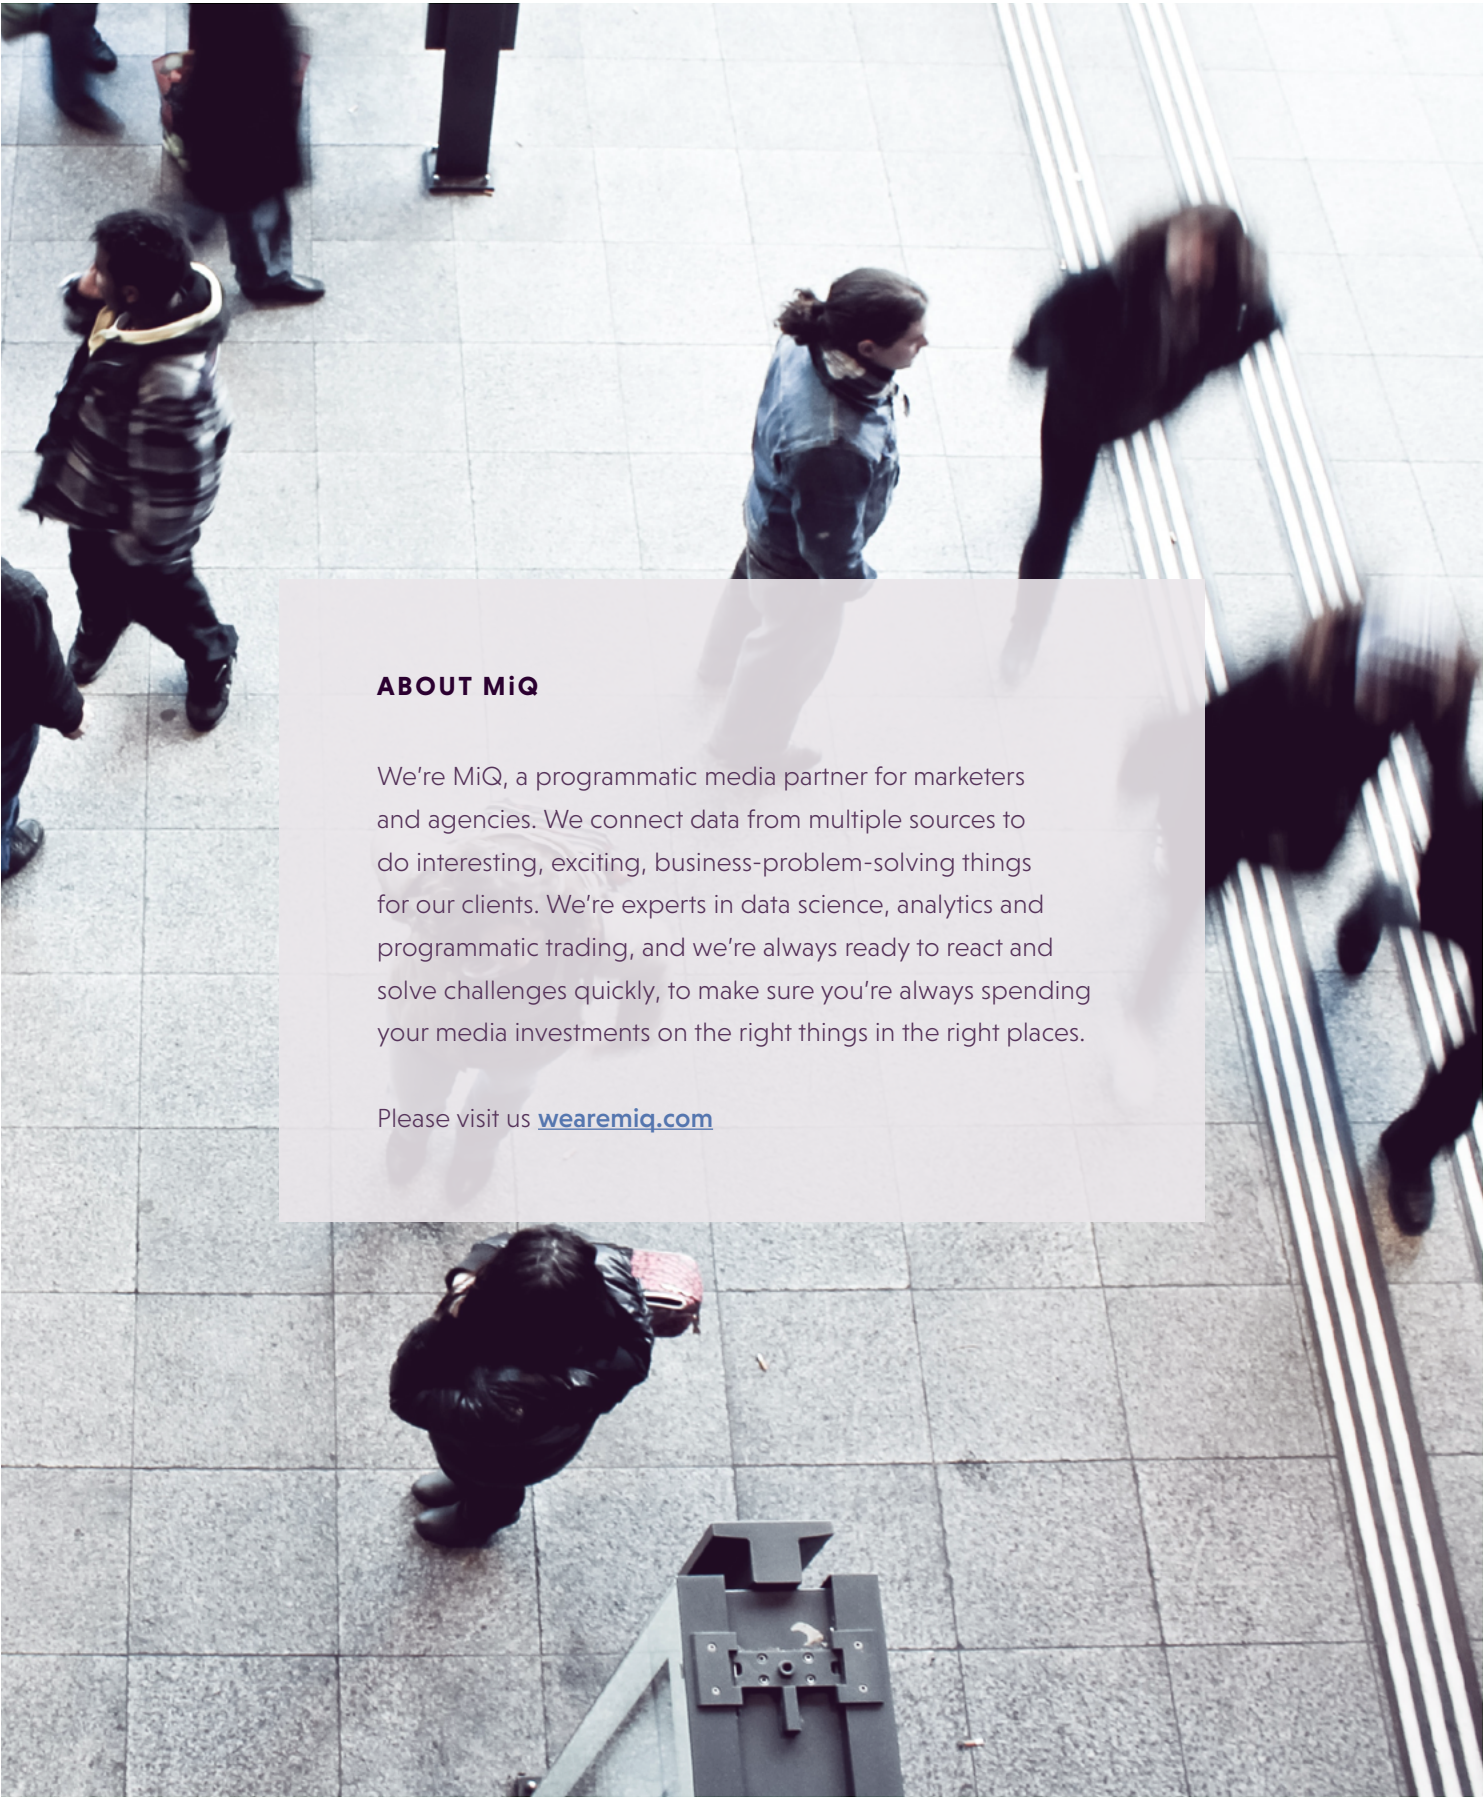 ABOUT MiQ
We’re MiQ, a programmatic media partner for marketers
and agencies. We connect data from multiple sources to
do interesting, exciting, business-problem-solving things
for our clients. We’re experts in data science, analytics and
programmatic trading, and we’re always ready to react and
solve challenges quickly, to make sure you’re always spending
your media investments on the right things in the right places.
Please visit us wearemiq.com